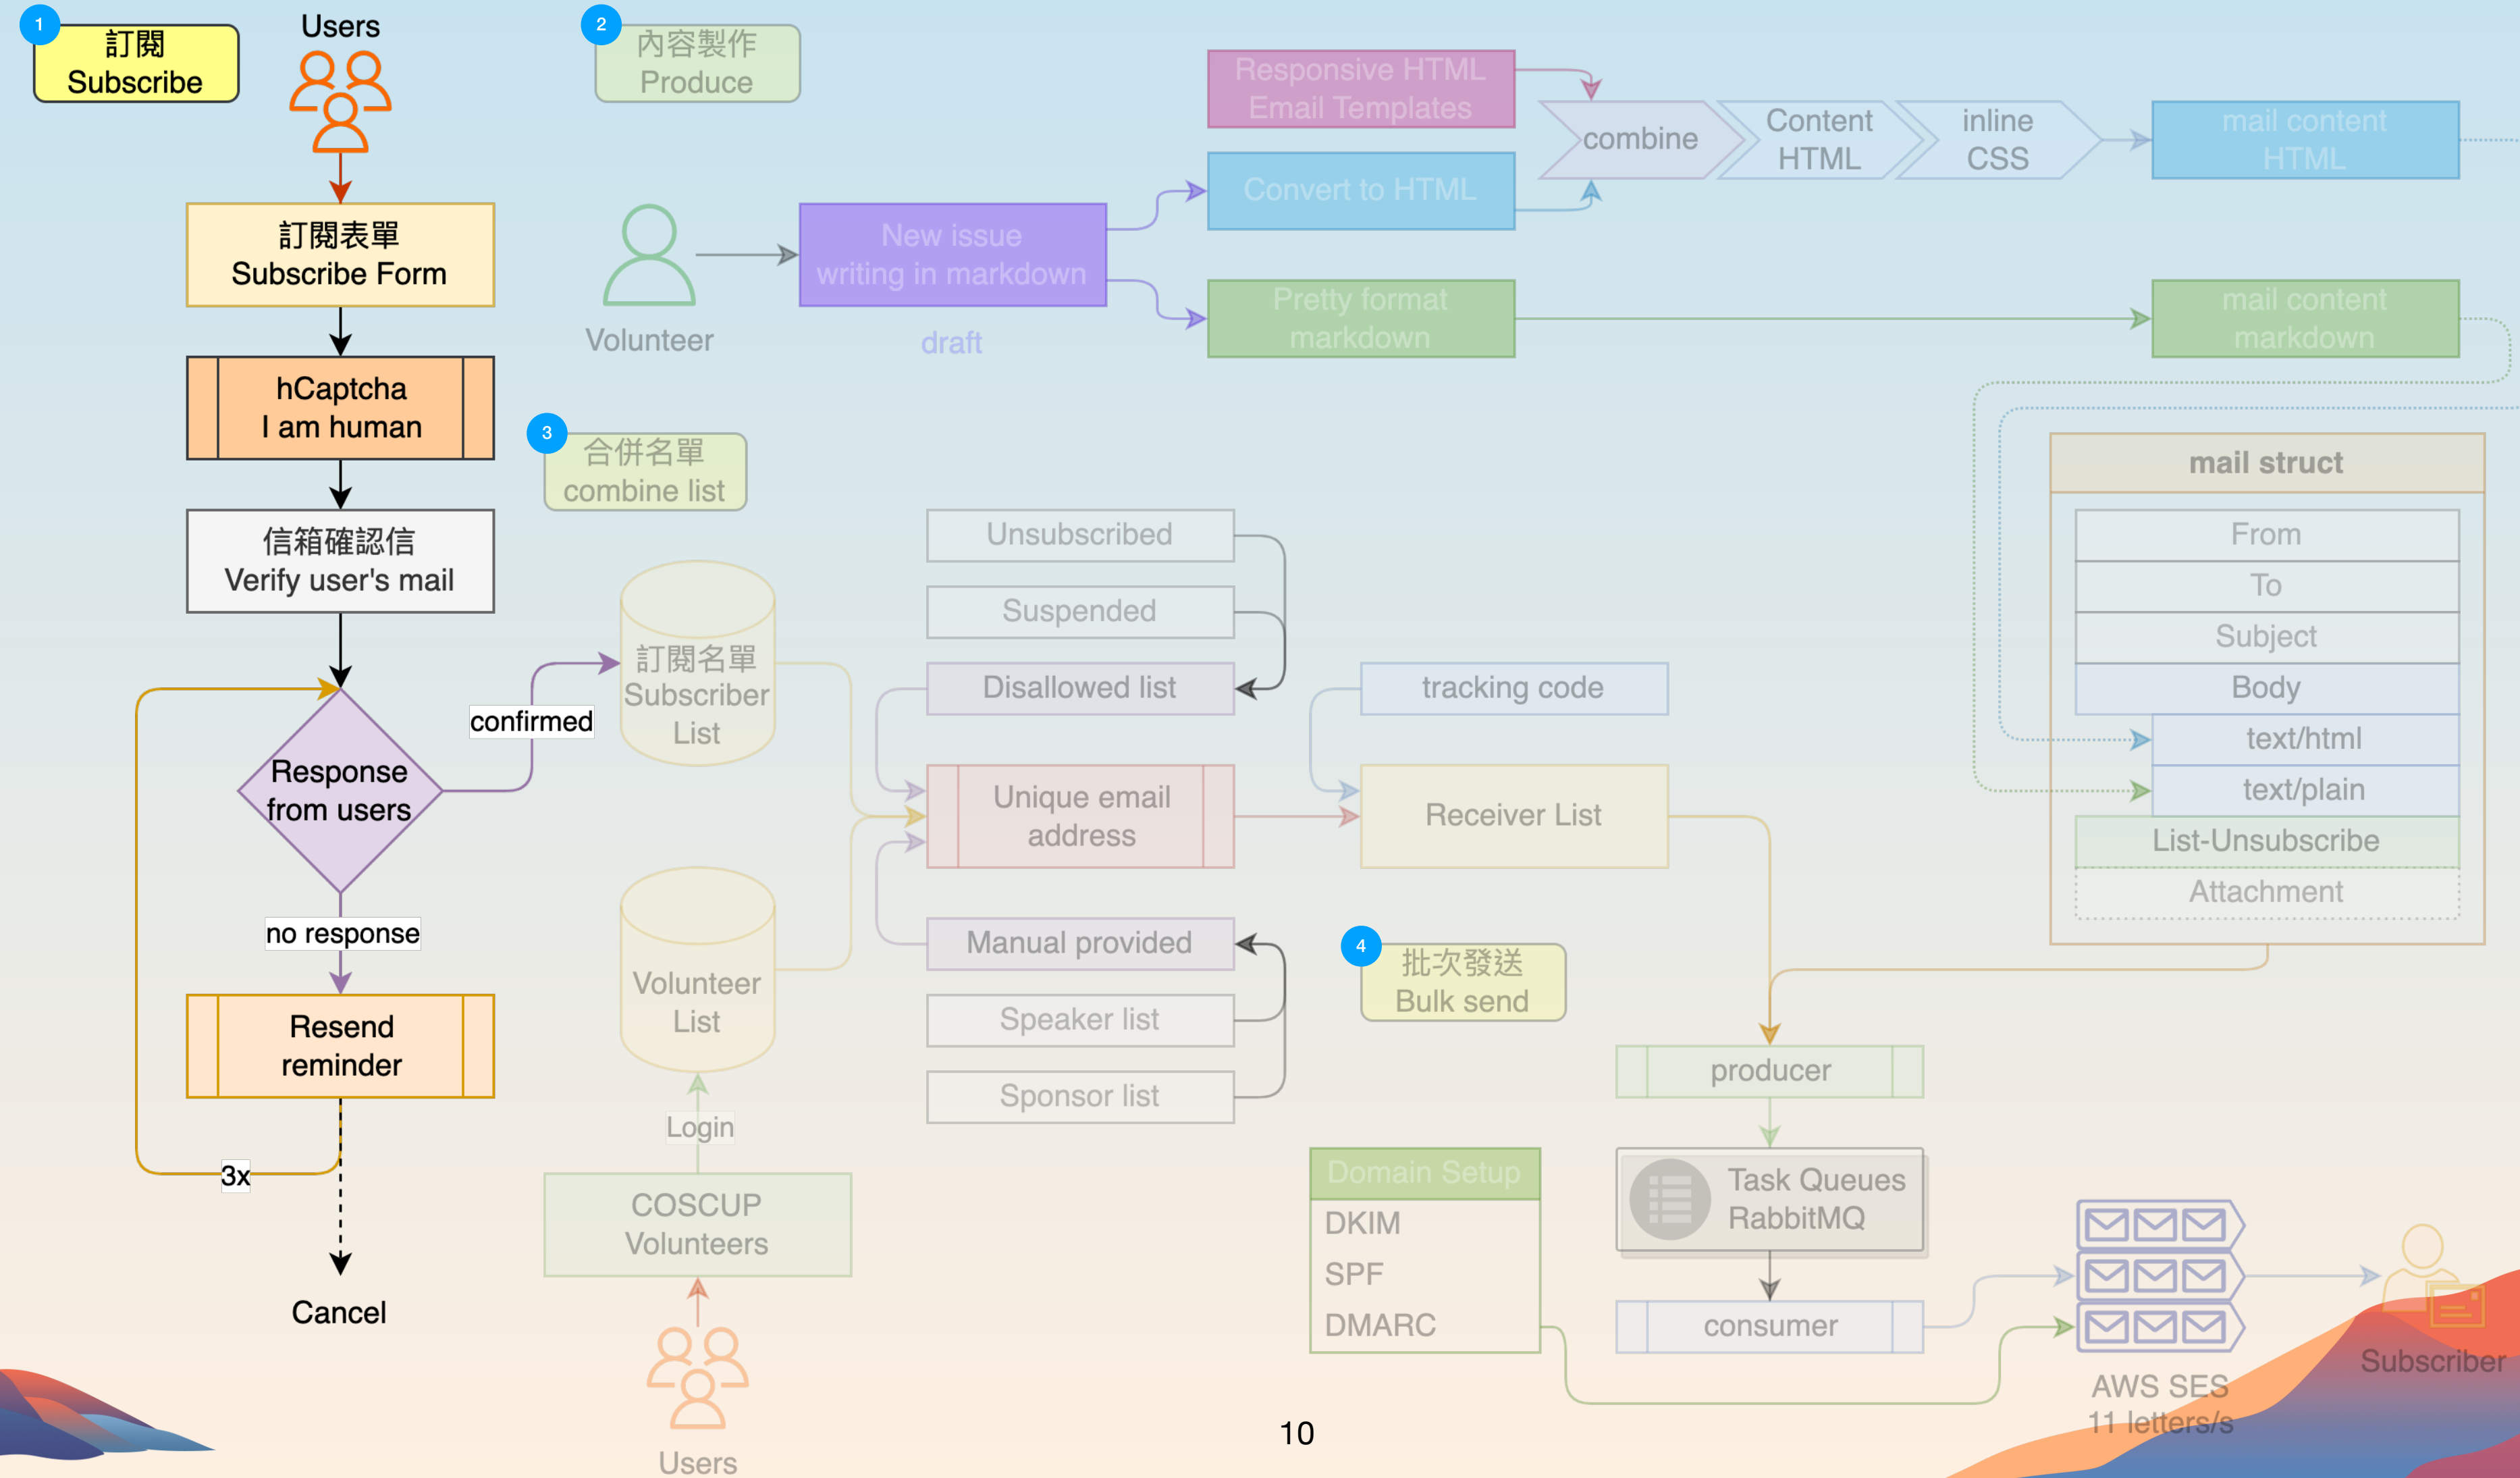 1
訂閱
Subscribe
Users
訂閱表單
Subscribe Form
hCaptcha
I am human
信箱確認信
Verify user's mail
Response
from users
confirmed
no response
Resend
reminder
3x
Cancel
2
內容製作
Produce
Volunteer
New issue
writing in markdown
draft
Responsive HTML
Email Templates
Convert to HTML
Pretty format
markdown
combine
Content
HTML
inline
CSS
mail content
HTML
mail content
markdown
3
合併名單
combine list
訂閱名單
Subscriber
List
Volunteer
List
Login
COSCUP
Volunteers
Users
Unsubscribed
Suspended
Disallowed list
Unique email
address
Manual provided
Speaker list
Sponsor list
tracking code
Receiver List
mail struct
From
To
Subject
Body
text/html
text/plain
List-Unsubscribe
Attachment
4
批次發送
Bulk send
producer
Task Queues
RabbitMQ
consumer
Domain Setup
DKIM
SPF
DMARC
AWS SES
11 letters/s
Subscriber
10